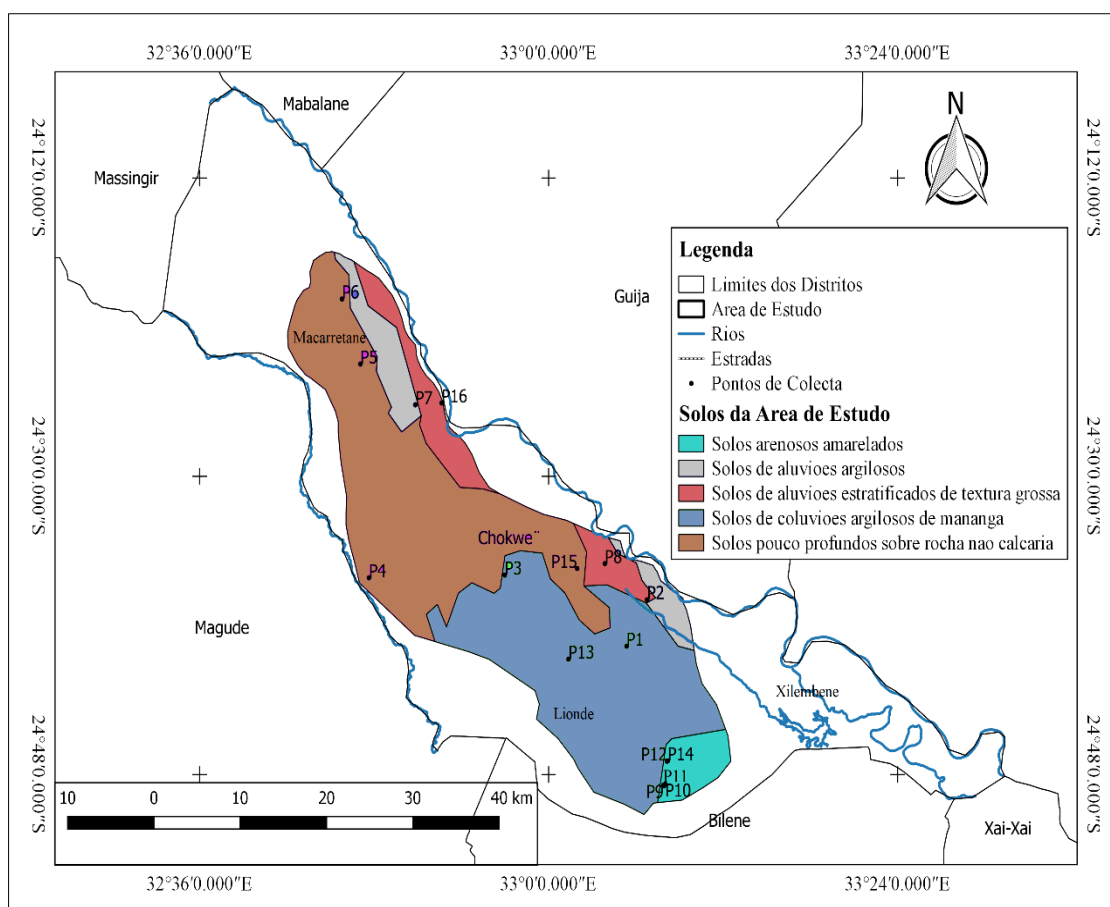 32°36'0.000"E
33°0'0.000"E
33°24'0.000"E
24°12'0.000"S
24°12'0.000"S
Mabalane
Massingir
N
Guija
Legenda
Limites dos Distritos
Area de Estudo
Rios
Estradas
Pontos de Colecta
Solos da Area de Estudo
Solos arenosos amarelados
Solos de aluvioes argilosos
Solos de aluvioes estratificados de textura grossa
Solos de coluvioes argilosos de mananga
Solos pouco profundos sobre rocha nao calcaria
P6
Macarretane
P5
P7
P16
24°30'0.000"S
24°30'0.000"S
Chokwe¨
P3
P15
P8
P4
P2
Magude
P1
P13
Xilembene
Lionde
24°48'0.000"S
24°48'0.000"S
P12
P14
P11
P9
P10
Bilene
Xai-Xai
10 0 10 20 30 40 km
32°36'0.000"E
33°0'0.000"E
33°24'0.000"E